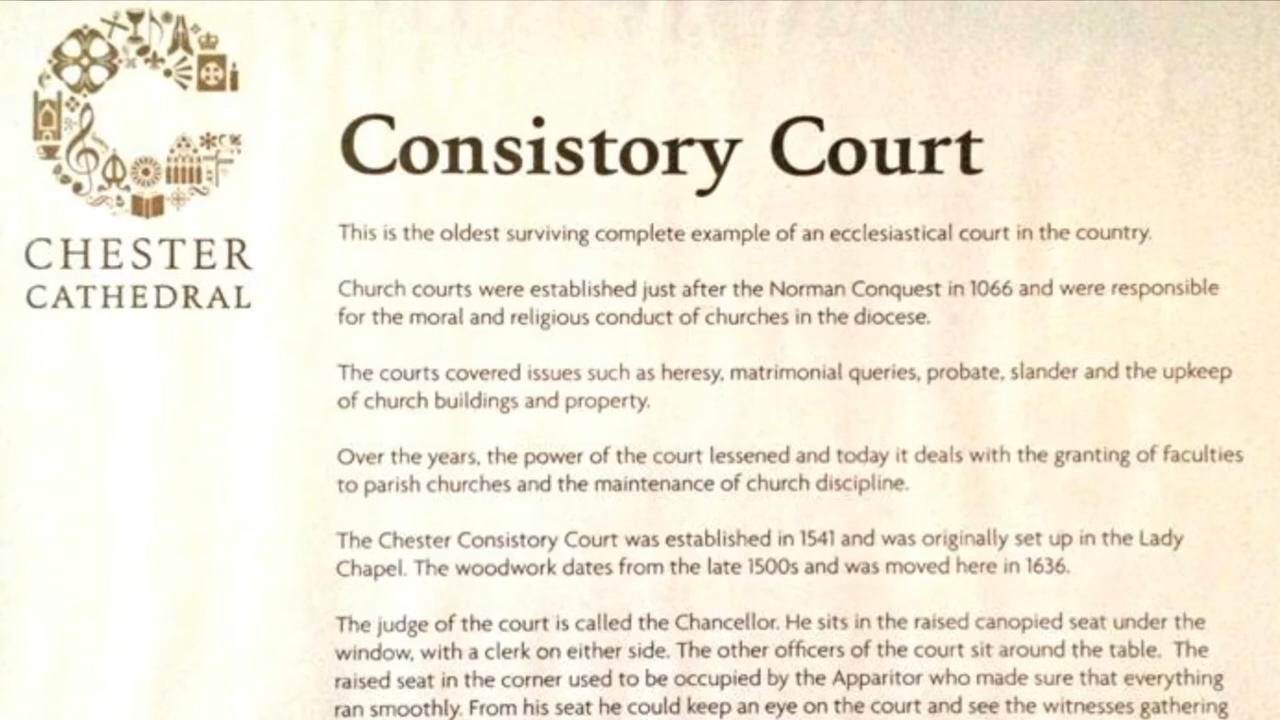 CHESTER
CATHEDRAL
Consistory Court
This is the oldest surviving complete example of an ecclesiastical court in the country.
Church courts were established just after the Norman Conquest in 1066 and were responsible
for the moral and religious conduct of churches in the diocese.
The courts covered issues such as heresy, matrimonial queries, probate, slander and the upkeep
of church buildings and property.
Over the years, the power of the court lessened and today it deals with the granting of faculties
to parish churches and the maintenance of church discipline.
The Chester Consistory Court was established in 1541 and was originally set up in the Lady
Chapel. The woodwork dates from the late 1500s and was moved here in 1636.
The judge of the court is called the Chancellor. He sits in the raised canopied seat under the
window, with a clerk on either side. The other officers of the court sit around the table. The
raised seat in the corner used to be occupied by the Apparitor who made sure that everything
ran smoothly. From his seat he could keep an eye on the court and see the witnesses gathering